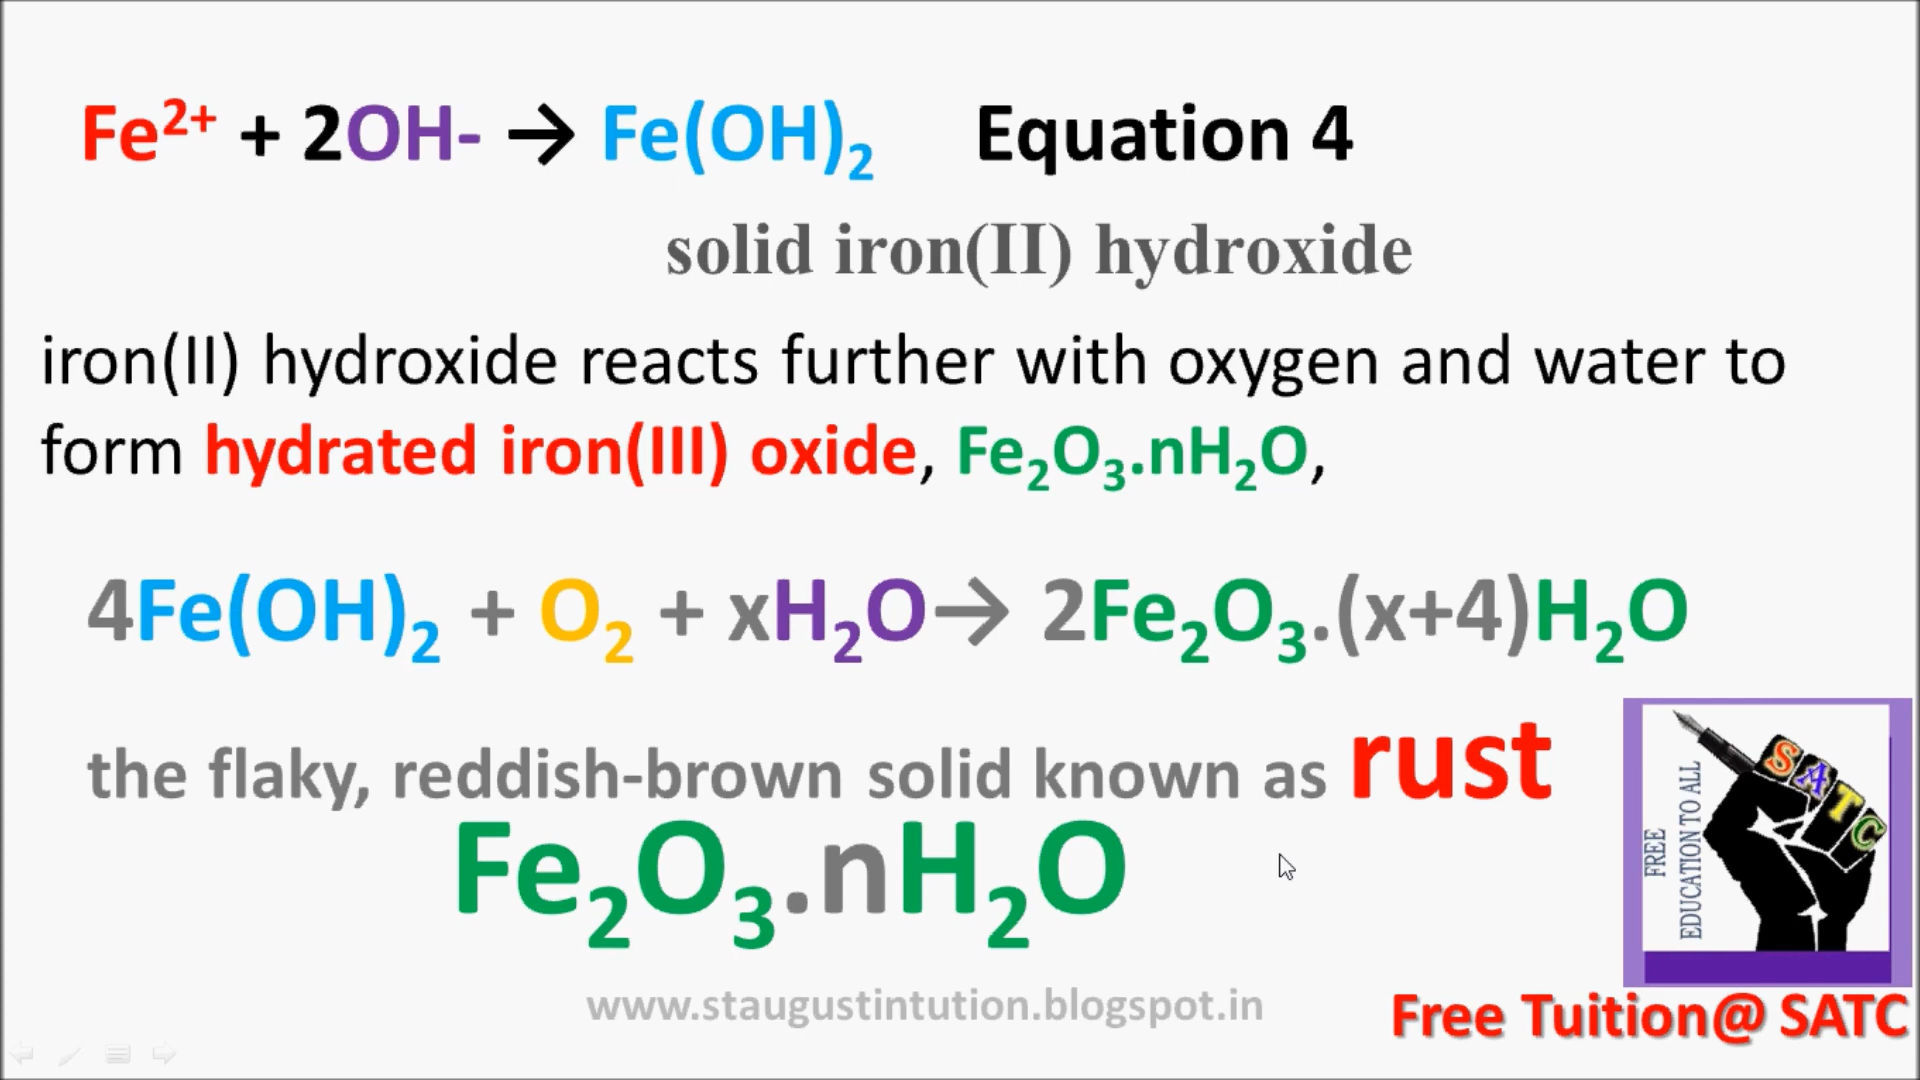 Fe²⁺ + 2OH- → Fe(OH)₂ Equation 4
solid iron(II) hydroxide
iron(II) hydroxide reacts further with oxygen and water to
form hydrated iron(III) oxide, Fe₂O₃.nH₂O,
4Fe(OH)₂ + O₂ + xH₂O→ 2Fe₂O₃.(x+4)H₂O
the flaky, reddish-brown solid known as rust
Fe₂O₃.nH₂O
SATC
FREE
EDUCATION TO ALL
www.staugustintution.blogspot.in
Free Tuition@ SATC